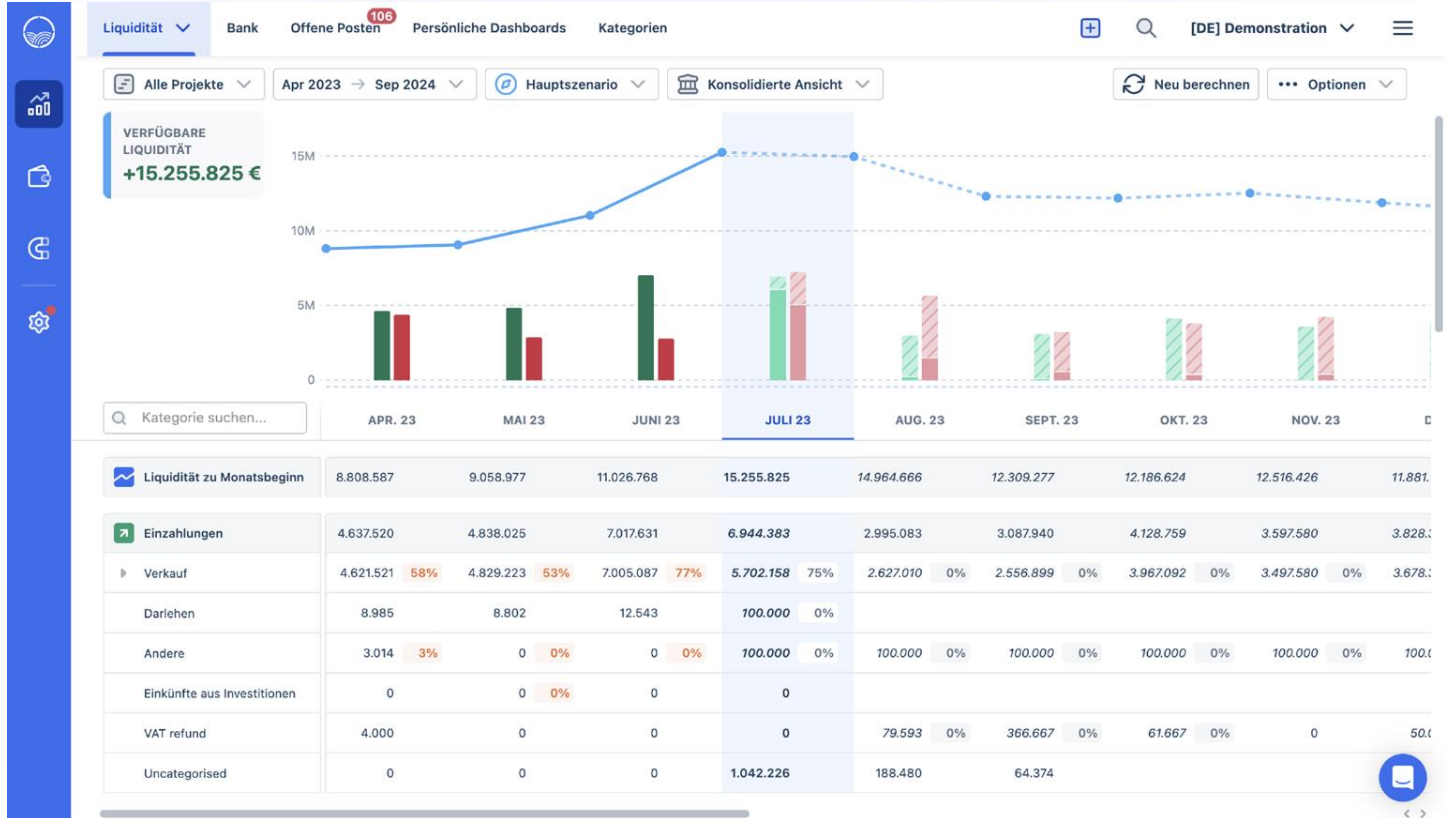 Liquidität Bank Offene Posten 106 Persönliche Dashboards Kategorien [DE] Demonstration
Alle Projekte Apr 2023 → Sep 2024 Hauptszenario Konsolidierte Ansicht Neu berechnen ••• Optionen
VERFÜGBARE
LIQUIDITÄT
+15.255.825 €
15M
10M
5M
0
Kategorie suchen... APR. 23 MAI 23 JUNI 23 JULI 23 AUG. 23 SEPT. 23 OKT. 23 NOV. 23
Liquidität zu Monatsbeginn 8.808.587 9.058.977 11.026.768 15.255.825 14.964.666 12.309.277 12.186.624 12.516.426 11.881.
Einzahlungen 4.637.520 4.838.025 7.017.631 6.944.383 2.995.083 3.087.940 4.128.759 3.597.580 3.828.
Verkauf 4.621.521 58% 4.829.223 53% 7.005.087 77% 5.702.158 75% 2.627.010 0% 2.556.899 0% 3.967.092 0% 3.497.580 0% 3.678.
Darlehen 8.985 8.802 12.543 100.000 0%
Andere 3.014 3% 0 0% 0 0% 100.000 0% 100.000 0% 100.000 0% 100.000 0% 100.000 0% 100.
Einkünfte aus Investitionen 0 0 0% 0 0
VAT refund 4.000 0 0 0 79.593 0% 366.667 0% 61.667 0% 0 50.
Uncategorised 0 0 0 1.042.226 188.480 64.374